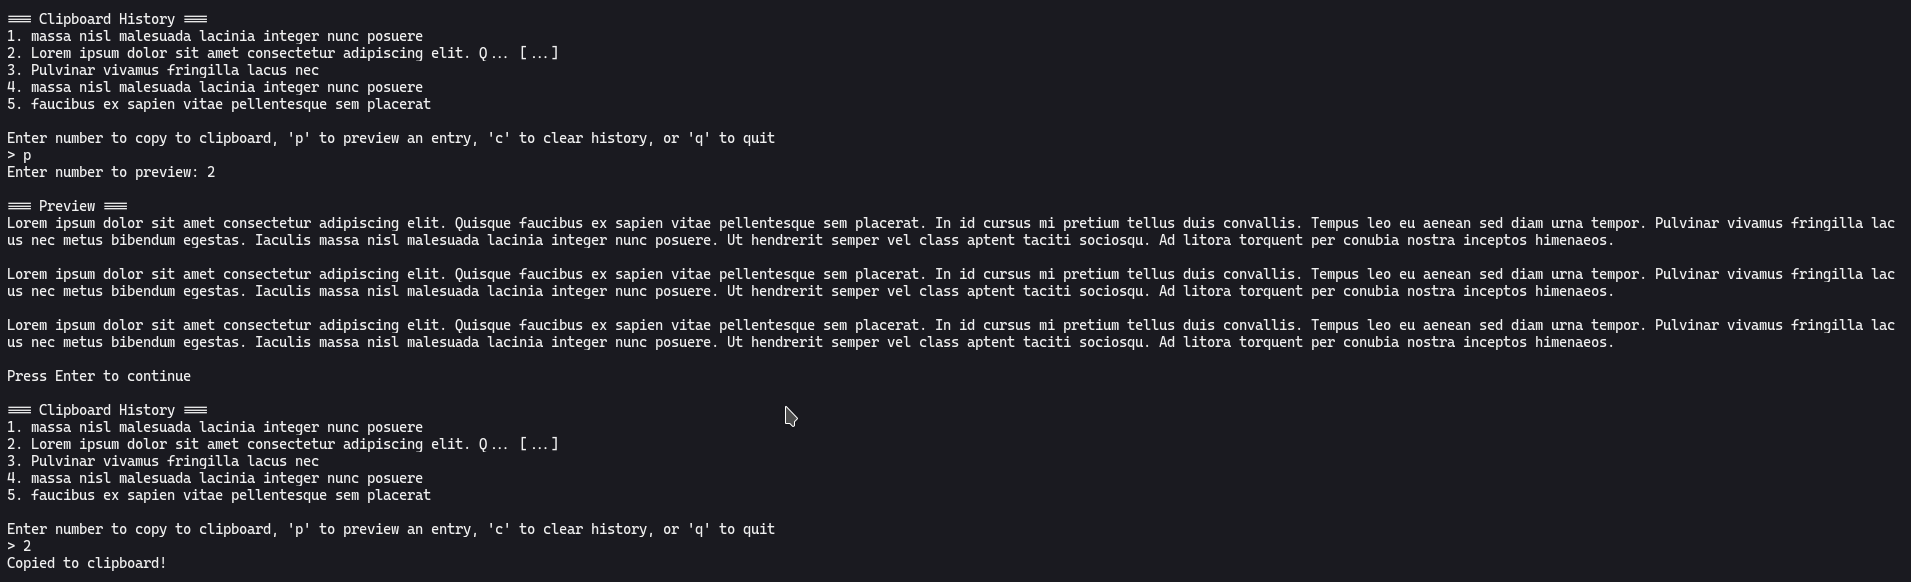 === Clipboard History ===
1. massa nisl malesuada lacinia integer nunc posuere
2. Lorem ipsum dolor sit amet consectetur adipiscing elit. Q... [...]
3. Pulvinar vivamus fringilla lacus nec
4. massa nisl malesuada lacinia integer nunc posuere
5. faucibus ex sapien vitae pellentesque sem placerat

Enter number to copy to clipboard, 'p' to preview an entry, 'c' to clear history, or 'q' to quit
> p
Enter number to preview: 2

=== Preview ===
Lorem ipsum dolor sit amet consectetur adipiscing elit. Quisque faucibus ex sapien vitae pellentesque sem placerat. In id cursus mi pretium tellus duis convallis. Tempus leo eu aenean sed diam urna tempor. Pulvinar vivamus fringilla lac
us nec metus bibendum egestas. Iaculis massa nisl malesuada lacinia integer nunc posuere. Ut hendrerit semper vel class aptent taciti sociosqu. Ad litora torquent per conubia nostra inceptos himenaeos.

Lorem ipsum dolor sit amet consectetur adipiscing elit. Quisque faucibus ex sapien vitae pellentesque sem placerat. In id cursus mi pretium tellus duis convallis. Tempus leo eu aenean sed diam urna tempor. Pulvinar vivamus fringilla lac
us nec metus bibendum egestas. Iaculis massa nisl malesuada lacinia integer nunc posuere. Ut hendrerit semper vel class aptent taciti sociosqu. Ad litora torquent per conubia nostra inceptos himenaeos.

Lorem ipsum dolor sit amet consectetur adipiscing elit. Quisque faucibus ex sapien vitae pellentesque sem placerat. In id cursus mi pretium tellus duis convallis. Tempus leo eu aenean sed diam urna tempor. Pulvinar vivamus fringilla lac
us nec metus bibendum egestas. Iaculis massa nisl malesuada lacinia integer nunc posuere. Ut hendrerit semper vel class aptent taciti sociosqu. Ad litora torquent per conubia nostra inceptos himenaeos.

Press Enter to continue

=== Clipboard History ===
1. massa nisl malesuada lacinia integer nunc posuere
2. Lorem ipsum dolor sit amet consectetur adipiscing elit. Q... [...]
3. Pulvinar vivamus fringilla lacus nec
4. massa nisl malesuada lacinia integer nunc posuere
5. faucibus ex sapien vitae pellentesque sem placerat

Enter number to copy to clipboard, 'p' to preview an entry, 'c' to clear history, or 'q' to quit
> 2
Copied to clipboard!